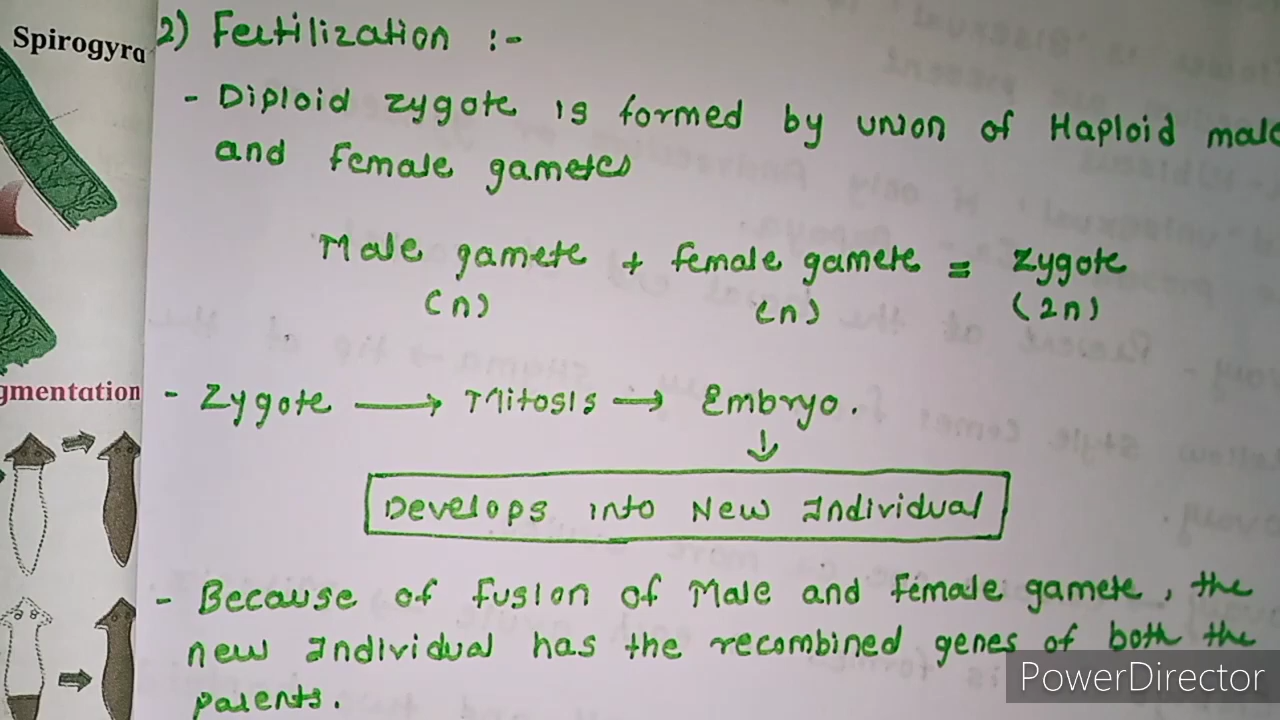 Spirogyra
2) Fertilization :-
- Diploid zygote is formed by union of Haploid male
and female gametes
Male gamete + female gamete = zygote
(n) (n) (2n)
gmentation
- Zygote → Mitosis → Embryo.
↓
Develops into New Individual
- Because of fusion of Male and Female gamete, the
new Individual has the recombined genes of both the
parents.
PowerDirector